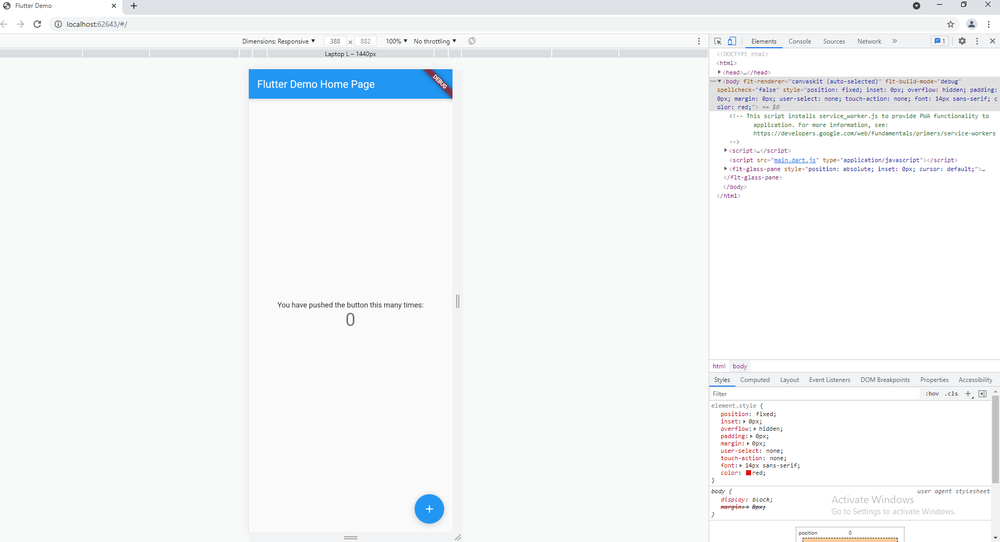 Flutter Demo
localhost:62643/#/
Dimensions: Responsive 388 × 882 100% No throttling
Laptop L – 1440px
Flutter Demo Home Page
DEBUG
You have pushed the button this many times:
0
+
Elements Console Sources Network » 1
<!DOCTYPE html>
<html>
<head>…</head>
<body flt-renderer="canvaskit (auto-selected)" flt-build-mode="debug"
spellcheck="false" style="position: fixed; inset: 0px; overflow: hidden; padding:
0px; margin: 0px; user-select: none; touch-action: none; font: 14px sans-serif; c
olor: red;"> == $0
<!-- This script installs service_worker.js to provide PWA functionality to
application. For more information, see:
https://developers.google.com/web/fundamentals/primers/service-workers
-->
<script>…</script>
<script src="main.dart.js" type="application/javascript"></script>
<flt-glass-pane style="position: absolute; inset: 0px; cursor: default;">…
</flt-glass-pane>
</body>
</html>
html body
Styles Computed Layout Event Listeners DOM Breakpoints Properties Accessibility
Filter :hov .cls +
element.style {
position: fixed;
inset: 0px;
overflow: hidden;
padding: 0px;
margin: 0px;
user-select: none;
touch-action: none;
font: 14px sans-serif;
color: red;
}
body { user agent stylesheet
display: block;
margin: 8px;
}
Activate Windows
Go to Settings to activate Windows.
position 0